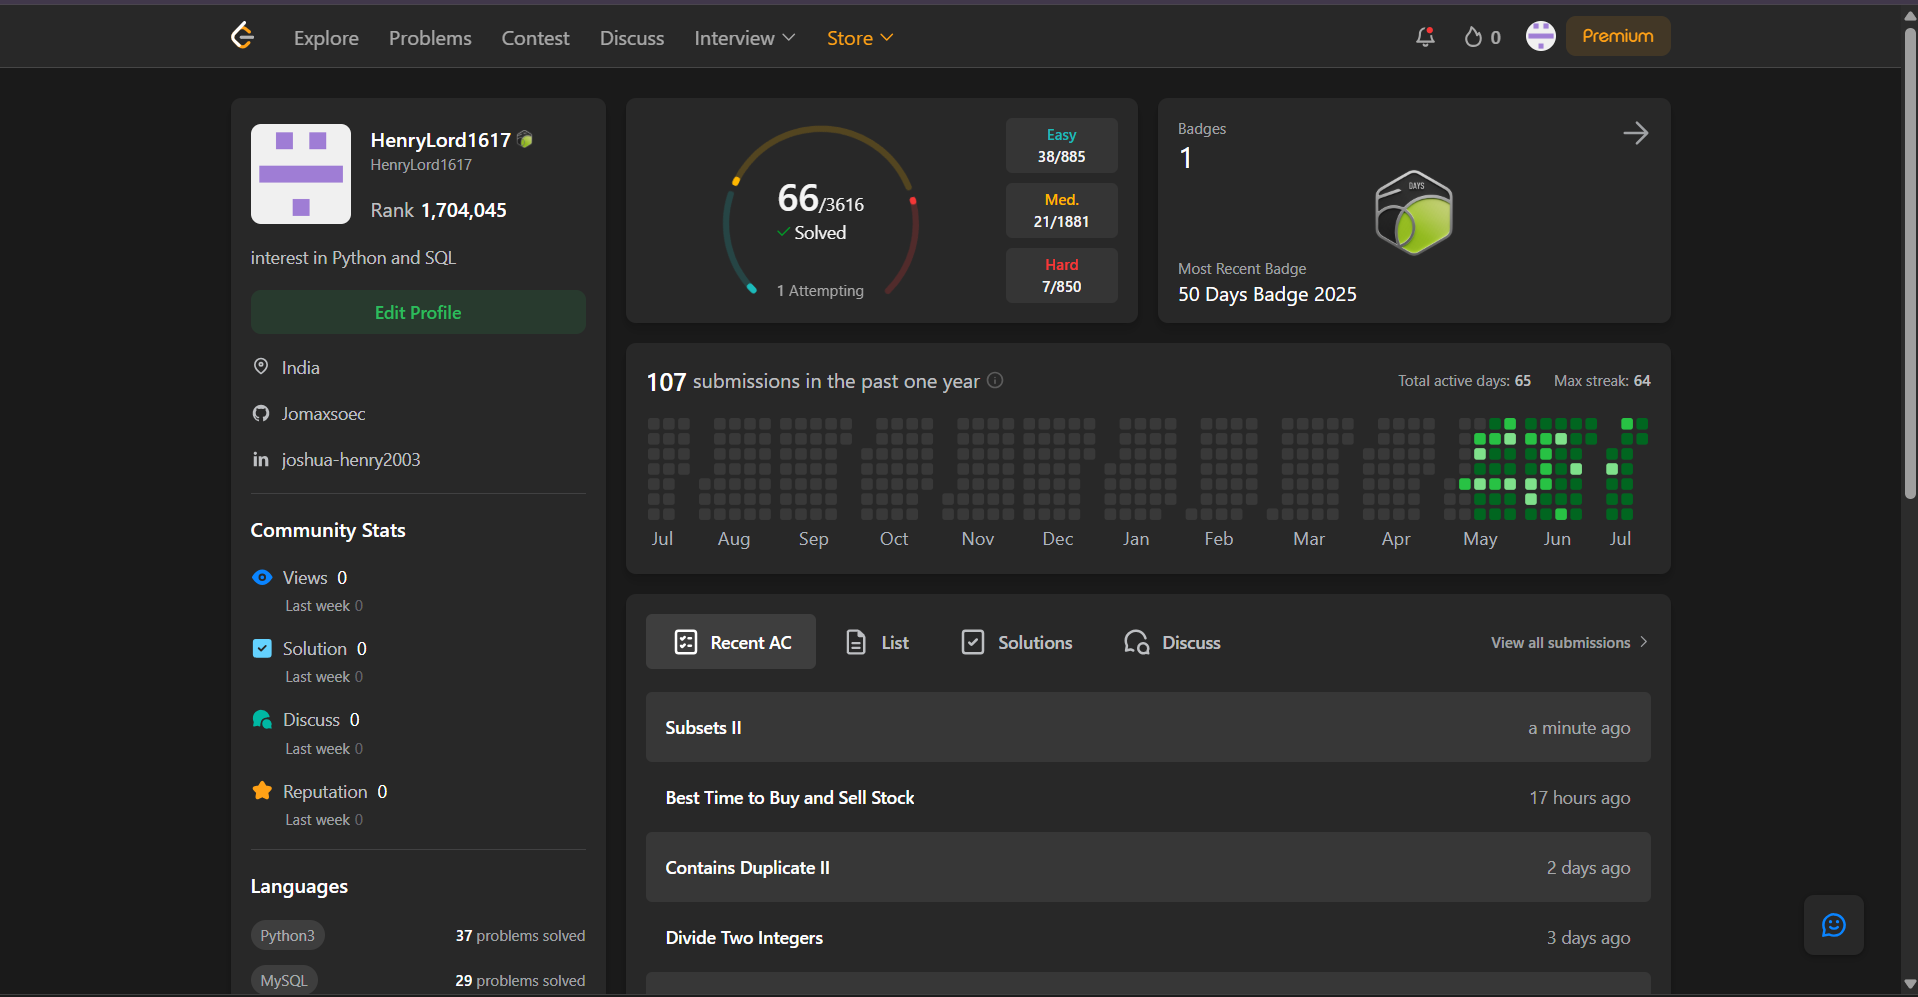 Explore Problems Contest Discuss Interview Store 0 Premium
HenryLord1617
HenryLord1617
Rank 1,704,045
interest in Python and SQL
Edit Profile
India
Jomaxsoec
joshua-henry2003
Community Stats
Views 0
Last week 0
Solution 0
Last week 0
Discuss 0
Last week 0
Reputation 0
Last week 0
Languages
Python3 37 problems solved
MySQL 29 problems solved
66/3616
Solved
1 Attempting
Easy
38/885
Med.
21/1881
Hard
7/850
Badges
1
DAYS
Most Recent Badge
50 Days Badge 2025
107 submissions in the past one year Total active days: 65 Max streak: 64
Jul Aug Sep Oct Nov Dec Jan Feb Mar Apr May Jun Jul
Recent AC List Solutions Discuss View all submissions
Subsets II a minute ago
Best Time to Buy and Sell Stock 17 hours ago
Contains Duplicate II 2 days ago
Divide Two Integers 3 days ago